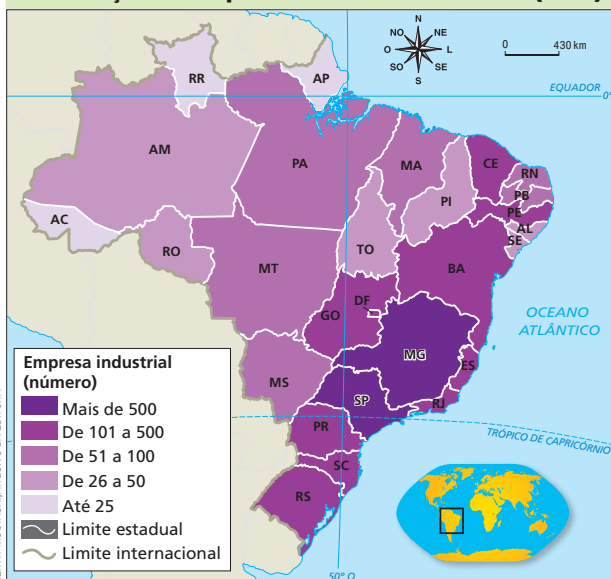 N
NO NE
O L
SO SE
S
0 430 km
EQUADOR
0°
RR
AP
AM
PA
MA
CE
RN
PB
PE
AL
SE
PI
AC
RO
TO
MT
BA
DF
GO
MG
ES
MS
SP
RJ
PR
SC
RS
OCEANO
ATLÂNTICO
TRÓPICO DE CAPRICÓRNIO
50° O
Empresa industrial
(número)
Mais de 500
De 101 a 500
De 51 a 100
De 26 a 50
Até 25
Limite estadual
Limite internacional